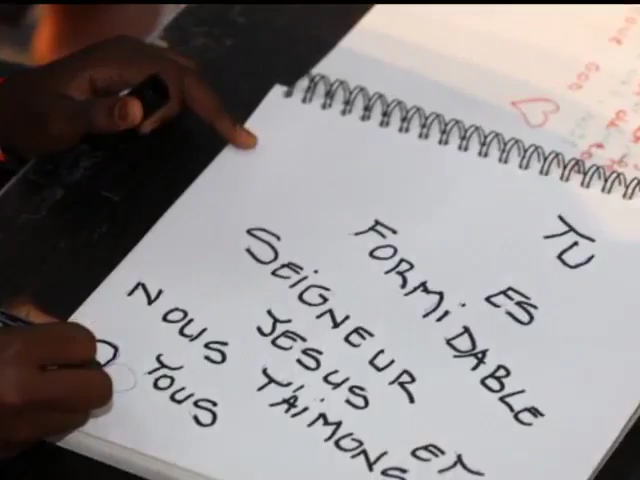 TU
ES
FORMIDABLE
SEIGNEUR
JESUS ET
NOUS T'AIMONS
TOUS